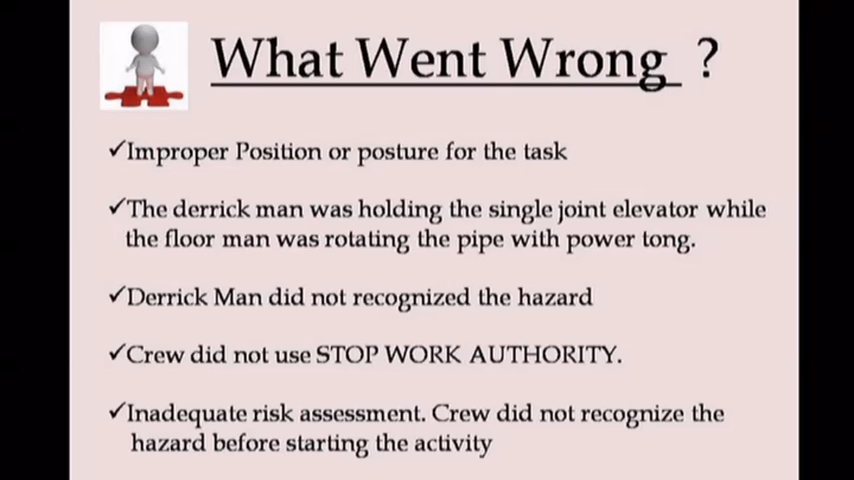 What Went Wrong ?
✓Improper Position or posture for the task
✓The derrick man was holding the single joint elevator while
the floor man was rotating the pipe with power tong.
✓Derrick Man did not recognized the hazard
✓Crew did not use STOP WORK AUTHORITY.
✓Inadequate risk assessment. Crew did not recognize the
hazard before starting the activity